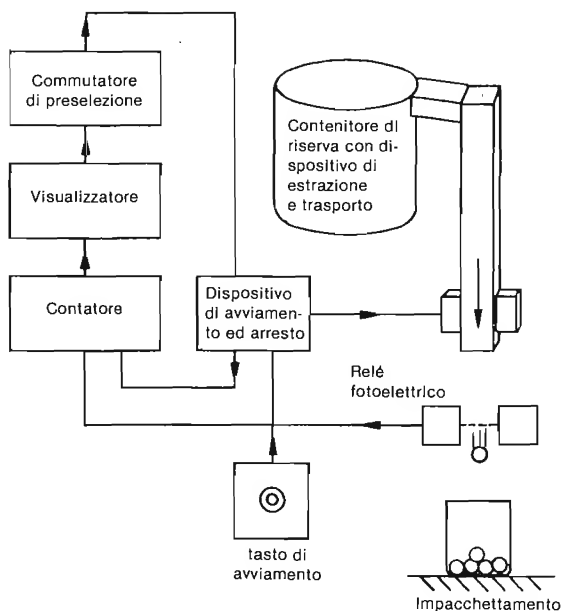 Commutatore
di preselezione
Visualizzatore
Contatore
Dispositivo
di avviamen-
to ed arresto
Contenitore di
riserva con di-
spositivo di
estrazione
e trasporto
Relé
fotoelettrico
tasto di
avviamento
Impacchettamento